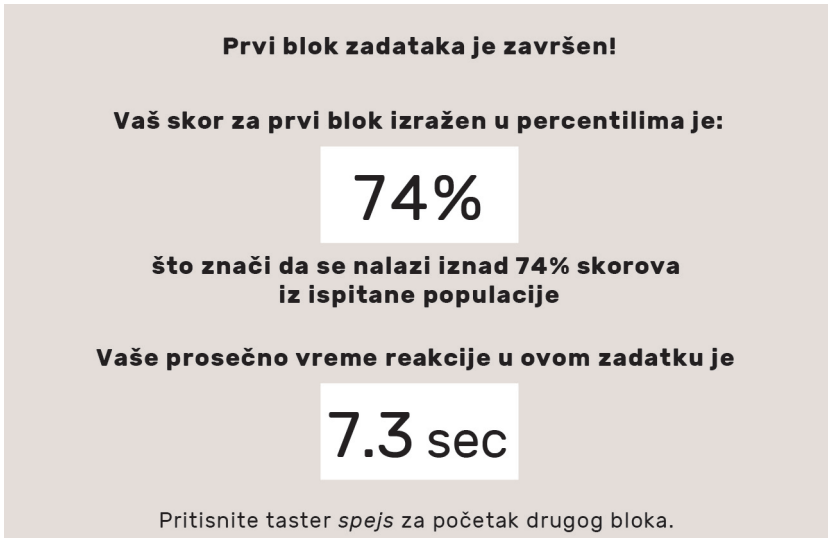 Prvi blok zadataka je završen!
Vaš skor za prvi blok izražen u percentilima je:
74%
što znači da se nalazi iznad 74% skorova
iz ispitane populacije
Vaše prosečno vreme reakcije u ovom zadatku je
7.3 sec
Pritisnite taster spejs za početak drugog bloka.